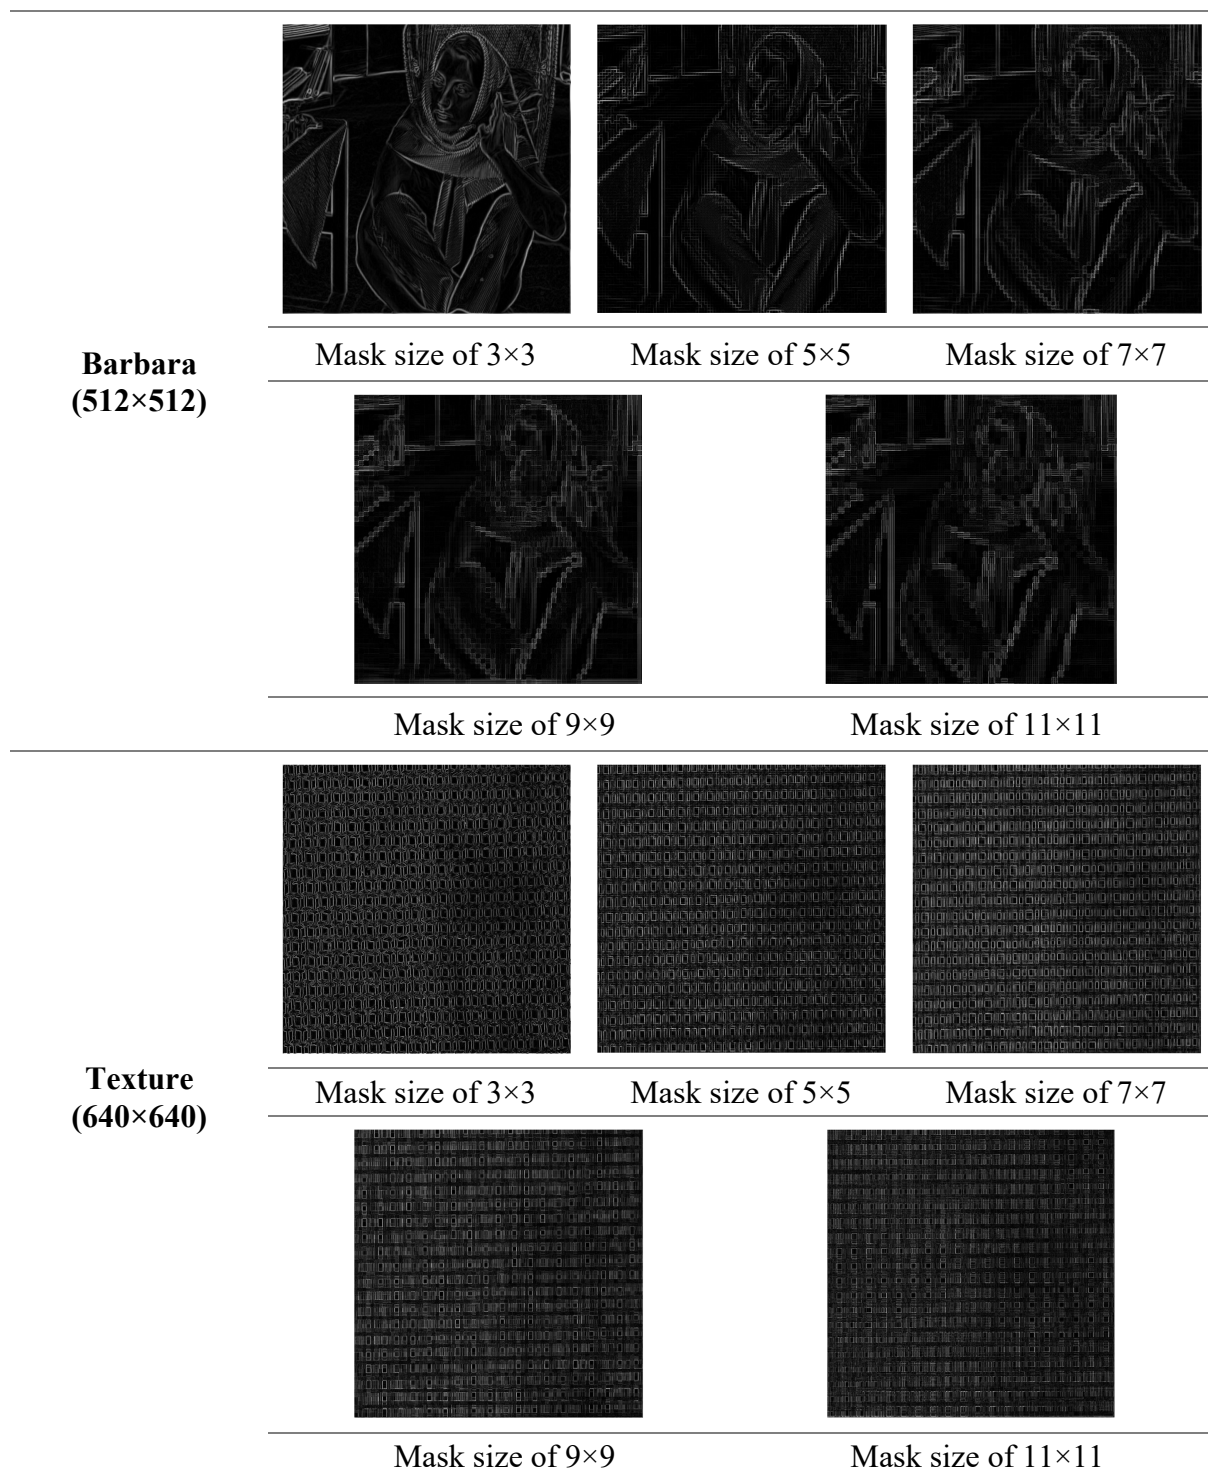 Barbara
(512×512)
Mask size of 3×3
Mask size of 5×5
Mask size of 7×7
Mask size of 9×9
Mask size of 11×11
Texture
(640×640)
Mask size of 3×3
Mask size of 5×5
Mask size of 7×7
Mask size of 9×9
Mask size of 11×11